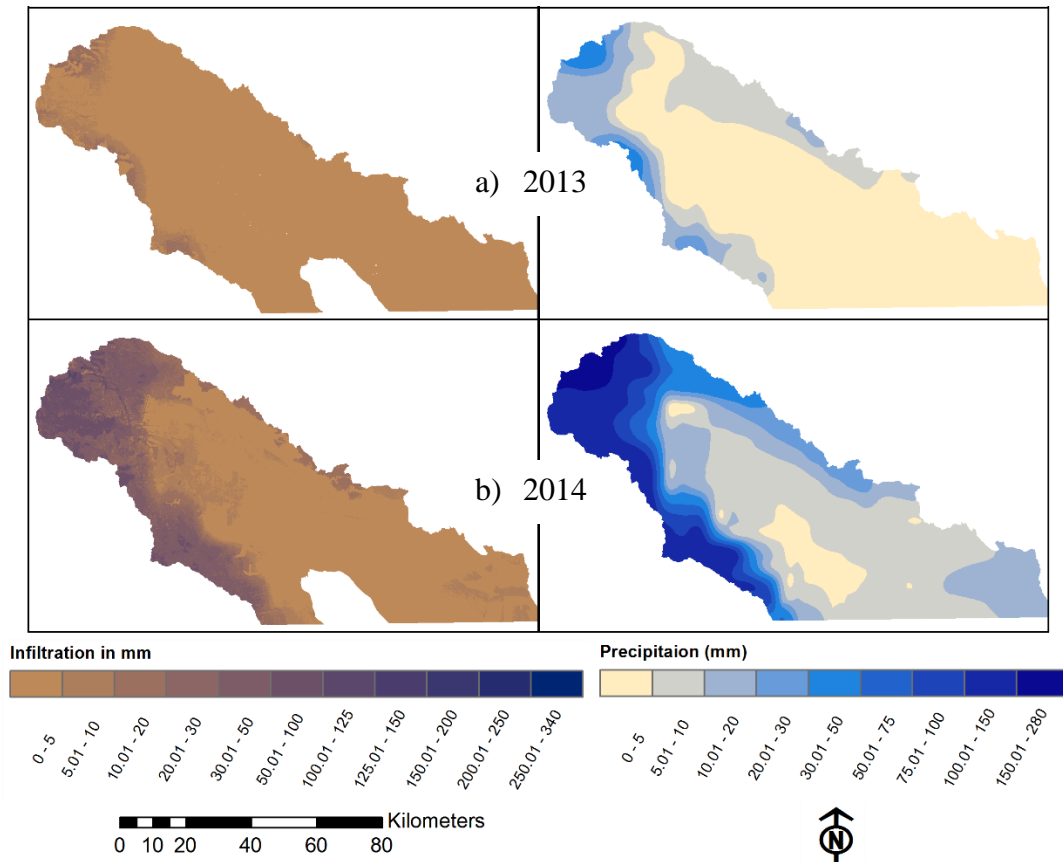 a) 2013
b) 2014
Infiltration in mm
0 - 5
5.01 - 10
10.01 - 20
20.01 - 30
30.01 - 50
50.01 - 100
100.01 - 125
125.01 - 150
150.01 - 200
200.01 - 250
250.01 - 340
Precipitaion (mm)
0 - 5
5.01 - 10
10.01 - 20
20.01 - 30
30.01 - 50
50.01 - 75
75.01 - 100
100.01 - 150
150.01 - 280
Kilometers
0 10 20 40 60 80
N